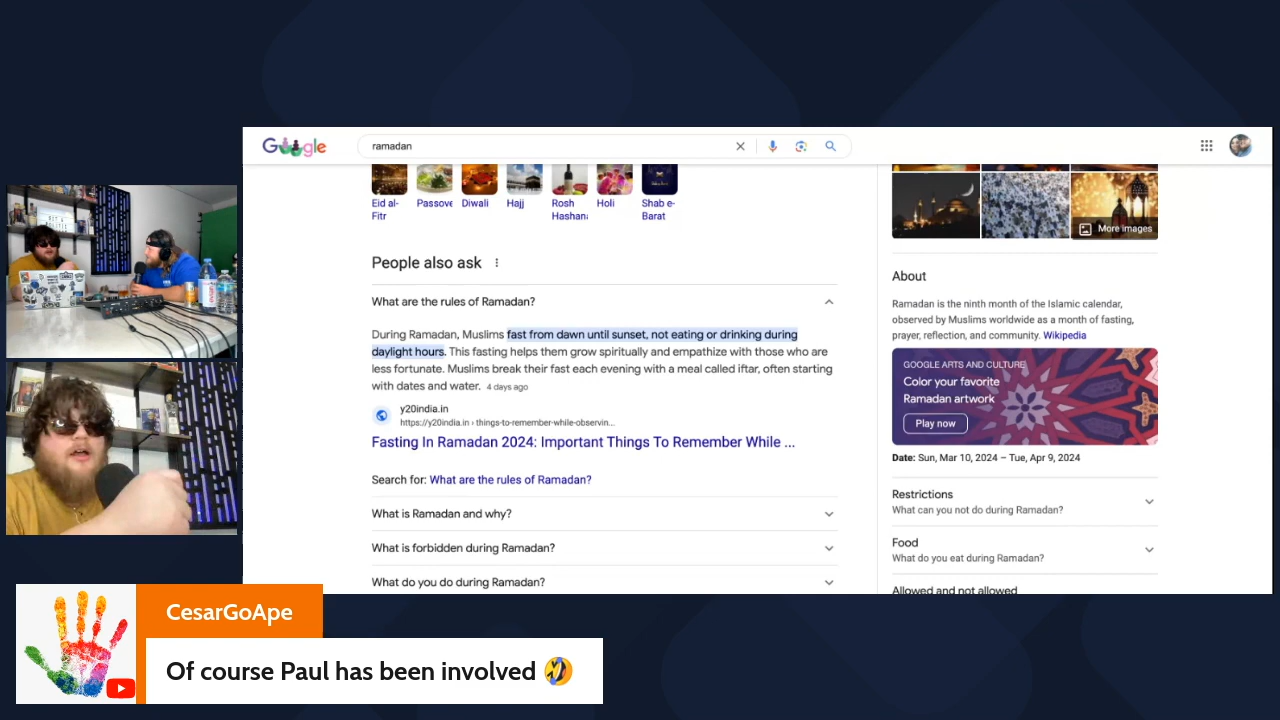 Google
ramadan
Eid al-
Fitr
Passove
Diwali
Hajj
Rosh
Hashana
Holi
Shab e-
Barat
More images
People also ask
What are the rules of Ramadan?
During Ramadan, Muslims fast from dawn until sunset, not eating or drinking during
daylight hours. This fasting helps them grow spiritually and empathize with those who are
less fortunate. Muslims break their fast each evening with a meal called iftar, often starting
with dates and water. 4 days ago
y20india.in
https://y20india.in › things-to-remember-while-observin...
Fasting In Ramadan 2024: Important Things To Remember While ...
Search for: What are the rules of Ramadan?
What is Ramadan and why?
What is forbidden during Ramadan?
What do you do during Ramadan?
About
Ramadan is the ninth month of the Islamic calendar,
observed by Muslims worldwide as a month of fasting,
prayer, reflection, and community. Wikipedia
GOOGLE ARTS AND CULTURE
Color your favorite
Ramadan artwork
Play now
Date: Sun, Mar 10, 2024 – Tue, Apr 9, 2024
Restrictions
What can you not do during Ramadan?
Food
What do you eat during Ramadan?
Allowed and not allowed
CesarGoApe
Of course Paul has been involved 🤣